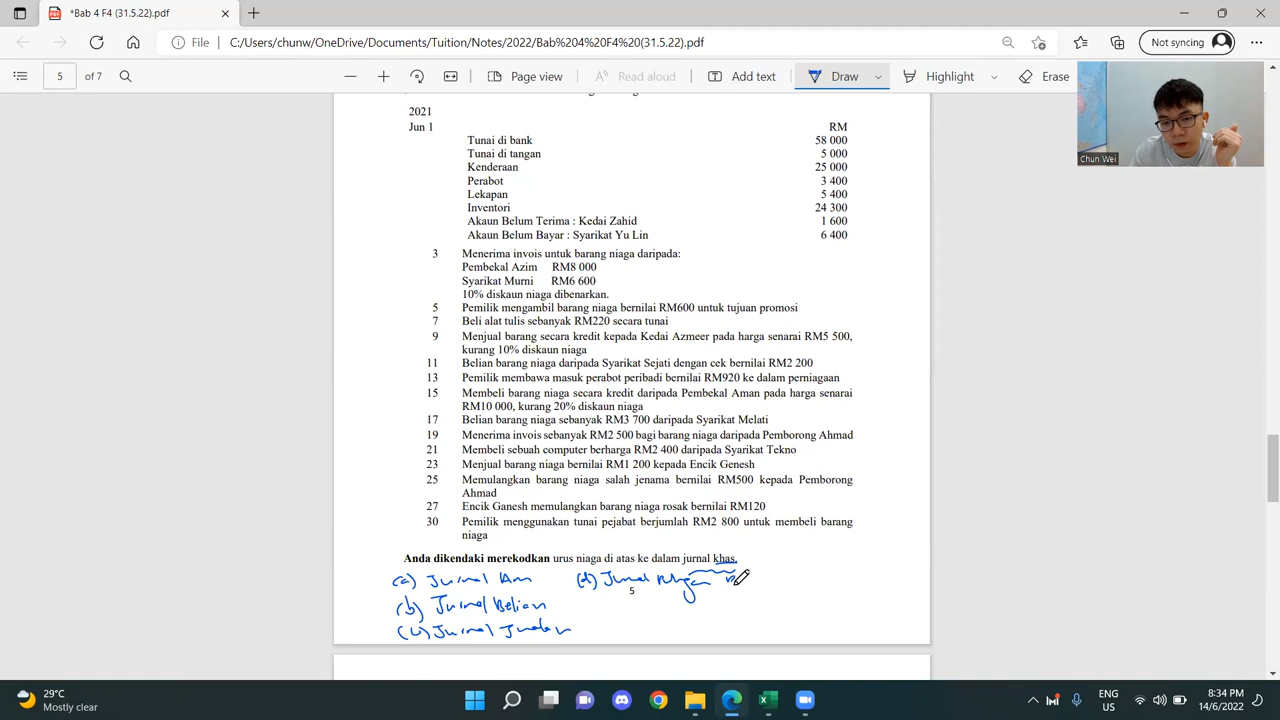 *Bab 4 F4 (31.5.22).pdf
File C:/Users/chunw/OneDrive/Documents/Tuition/Notes/2022/Bab%204%20F4%20(31.5.22).pdf
Not syncing
5 of 7
Page view
Read aloud
Add text
Draw
Highlight
Erase
Chun Wei
2021
Jun 1 RM
Tunai di bank 58 000
Tunai di tangan 5 000
Kenderaan 25 000
Perabot 3 400
Lekapan 5 400
Inventori 24 300
Akaun Belum Terima : Kedai Zahid 1 600
Akaun Belum Bayar : Syarikat Yu Lin 6 400
3 Menerima invois untuk barang niaga daripada:
Pembekal Azim RM8 000
Syarikat Murni RM6 600
10% diskaun niaga dibenarkan.
5 Pemilik mengambil barang niaga bernilai RM600 untuk tujuan promosi
7 Beli alat tulis sebanyak RM220 secara tunai
9 Menjual barang secara kredit kepada Kedai Azmeer pada harga senarai RM5 500,
kurang 10% diskaun niaga
11 Belian barang niaga daripada Syarikat Sejati dengan cek bernilai RM2 200
13 Pemilik membawa masuk perabot peribadi bernilai RM920 ke dalam perniagaan
15 Membeli barang niaga secara kredit daripada Pembekal Aman pada harga senarai
RM10 000, kurang 20% diskaun niaga
17 Belian barang niaga sebanyak RM3 700 daripada Syarikat Melati
19 Menerima invois sebanyak RM2 500 bagi barang niaga daripada Pemborong Ahmad
21 Membeli sebuah computer berharga RM2 400 daripada Syarikat Tekno
23 Menjual barang niaga bernilai RM1 200 kepada Encik Genesh
25 Memulangkan barang niaga salah jenama bernilai RM500 kepada Pemborong
Ahmad
27 Encik Ganesh memulangkan barang niaga rosak bernilai RM120
30 Pemilik menggunakan tunai pejabat berjumlah RM2 800 untuk membeli barang
niaga
Anda dikendaki merekodkan urus niaga di atas ke dalam jurnal khas.
(a) Jurnal Am (d) Jurnal
5
(b) Jurnal Belian
(c) Jurnal Jualan
29°C
Mostly clear
ENG
US
8:34 PM
14/6/2022